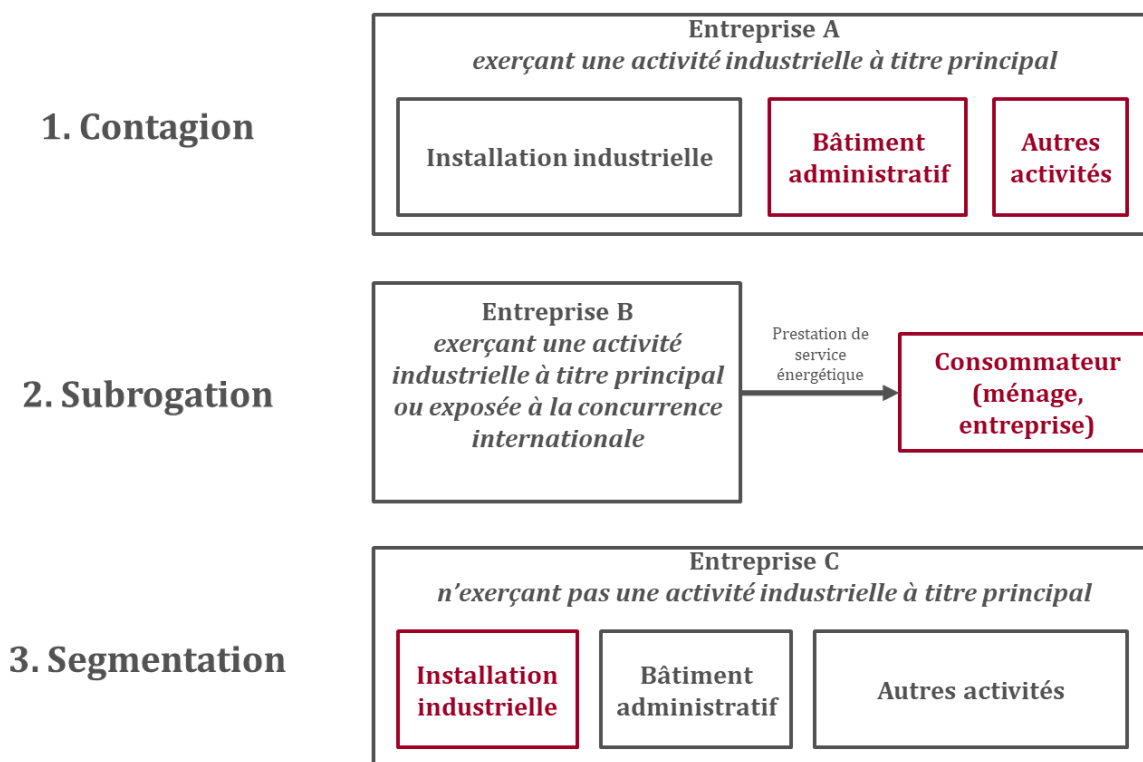 1. Contagion
Entreprise A
exerçant une activité industrielle à titre principal
Installation industrielle
Bâtiment
administratif
Autres
activités
2. Subrogation
Entreprise B
exerçant une activité
industrielle à titre principal
ou exposée à la concurrence
internationale
Prestation de
service
énergétique
Consommateur
(ménage,
entreprise)
3. Segmentation
Entreprise C
n’exerçant pas une activité industrielle à titre principal
Installation
industrielle
Bâtiment
administratif
Autres activités